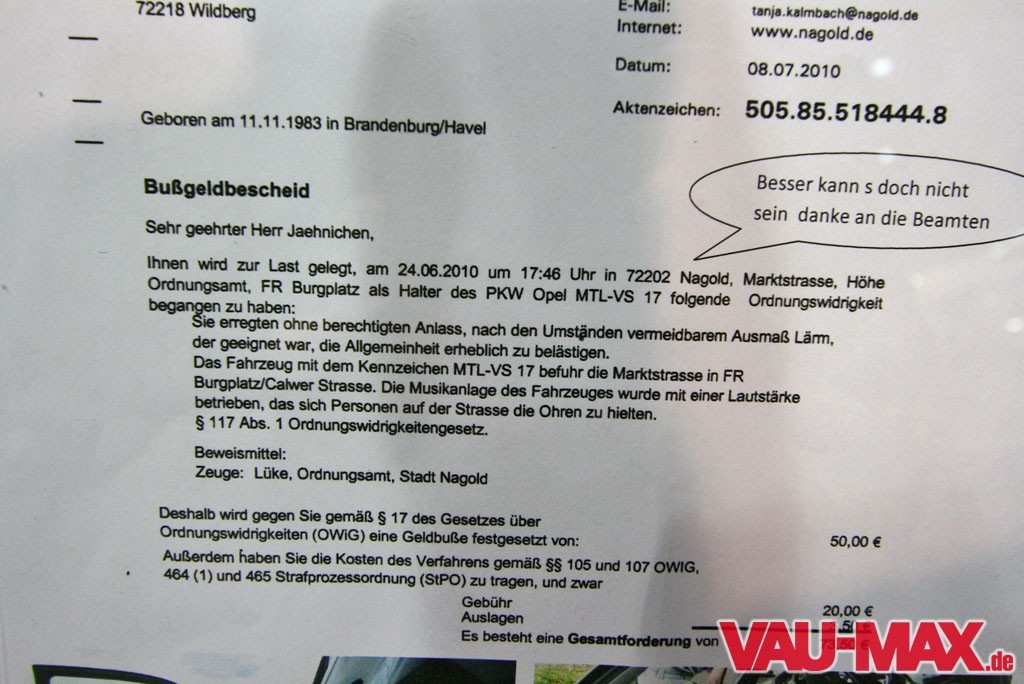 72218 Wildberg
E-Mail: tanja.kalmbach@nagold.de
Internet: www.nagold.de
Datum: 08.07.2010
Aktenzeichen: 505.85.518444.8
Geboren am 11.11.1983 in Brandenburg/Havel
Bußgeldbescheid
Besser kann s doch nicht
sein danke an die Beamten
Sehr geehrter Herr Jaehnichen,
Ihnen wird zur Last gelegt, am 24.06.2010 um 17:46 Uhr in 72202 Nagold, Marktstrasse, Höhe
Ordnungsamt, FR Burgplatz als Halter des PKW Opel MTL-VS 17 folgende Ordnungswidrigkeit
begangen zu haben:
Sie erregten ohne berechtigten Anlass, nach den Umständen vermeidbarem Ausmaß Lärm,
der geeignet war, die Allgemeinheit erheblich zu belästigen.
Das Fahrzeug mit dem Kennzeichen MTL-VS 17 befuhr die Marktstrasse in FR
Burgplatz/Calwer Strasse. Die Musikanlage des Fahrzeuges wurde mit einer Lautstärke
betrieben, das sich Personen auf der Strasse die Ohren zu hielten.
§ 117 Abs. 1 Ordnungswidrigkeitengesetz.
Beweismittel:
Zeuge: Lüke, Ordnungsamt, Stadt Nagold
Deshalb wird gegen Sie gemäß § 17 des Gesetzes über
Ordnungswidrigkeiten (OWiG) eine Geldbuße festgesetzt von: 50,00 €
Außerdem haben Sie die Kosten des Verfahrens gemäß §§ 105 und 107 OWIG,
464 (1) und 465 Strafprozessordnung (StPO) zu tragen, und zwar
Gebühr 20,00 €
Auslagen 3,50 €
Es besteht eine Gesamtforderung von 73,50 €
VAU-MAX.de